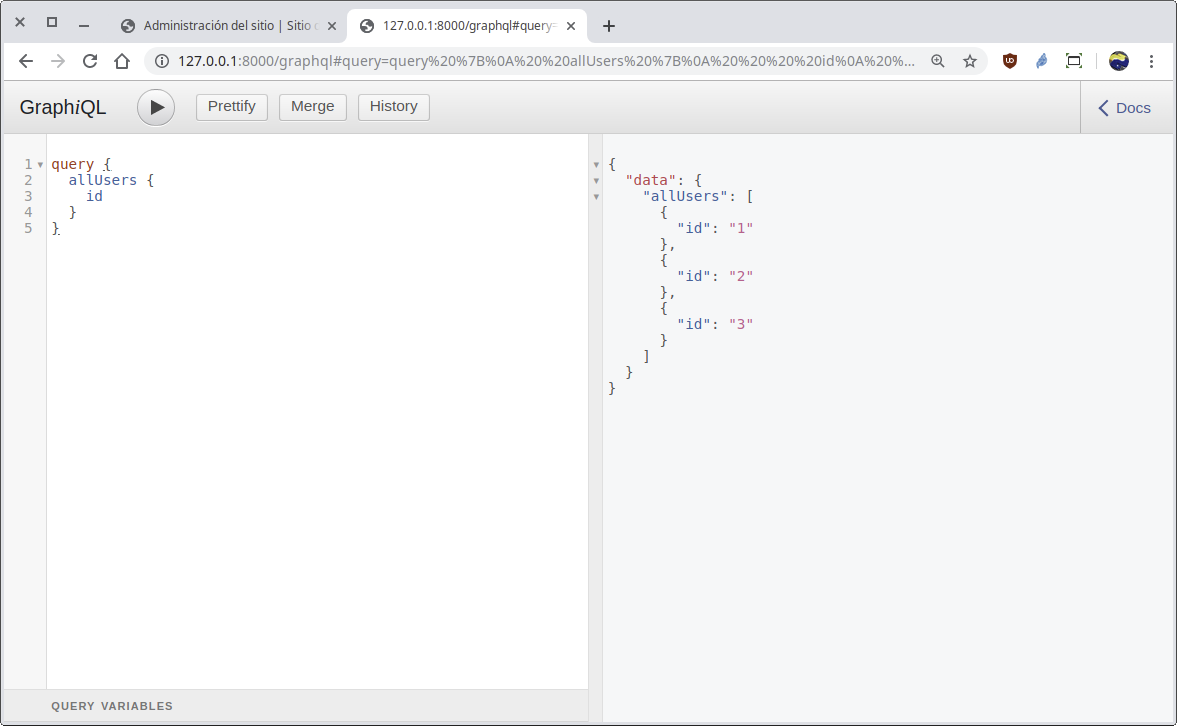 Administración del sitio | Sitio
127.0.0.1:8000/graphql#query=
127.0.0.1:8000/graphql#query=query%20%7B%0A%20%20allUsers%20%7B%0A%20%20%20%20id%0A%20%...
GraphiQL
Prettify
Merge
History
Docs
1 query {
2 allUsers {
3 id
4 }
5 }
{
"data": {
"allUsers": [
{
"id": "1"
},
{
"id": "2"
},
{
"id": "3"
}
]
}
}
QUERY VARIABLES